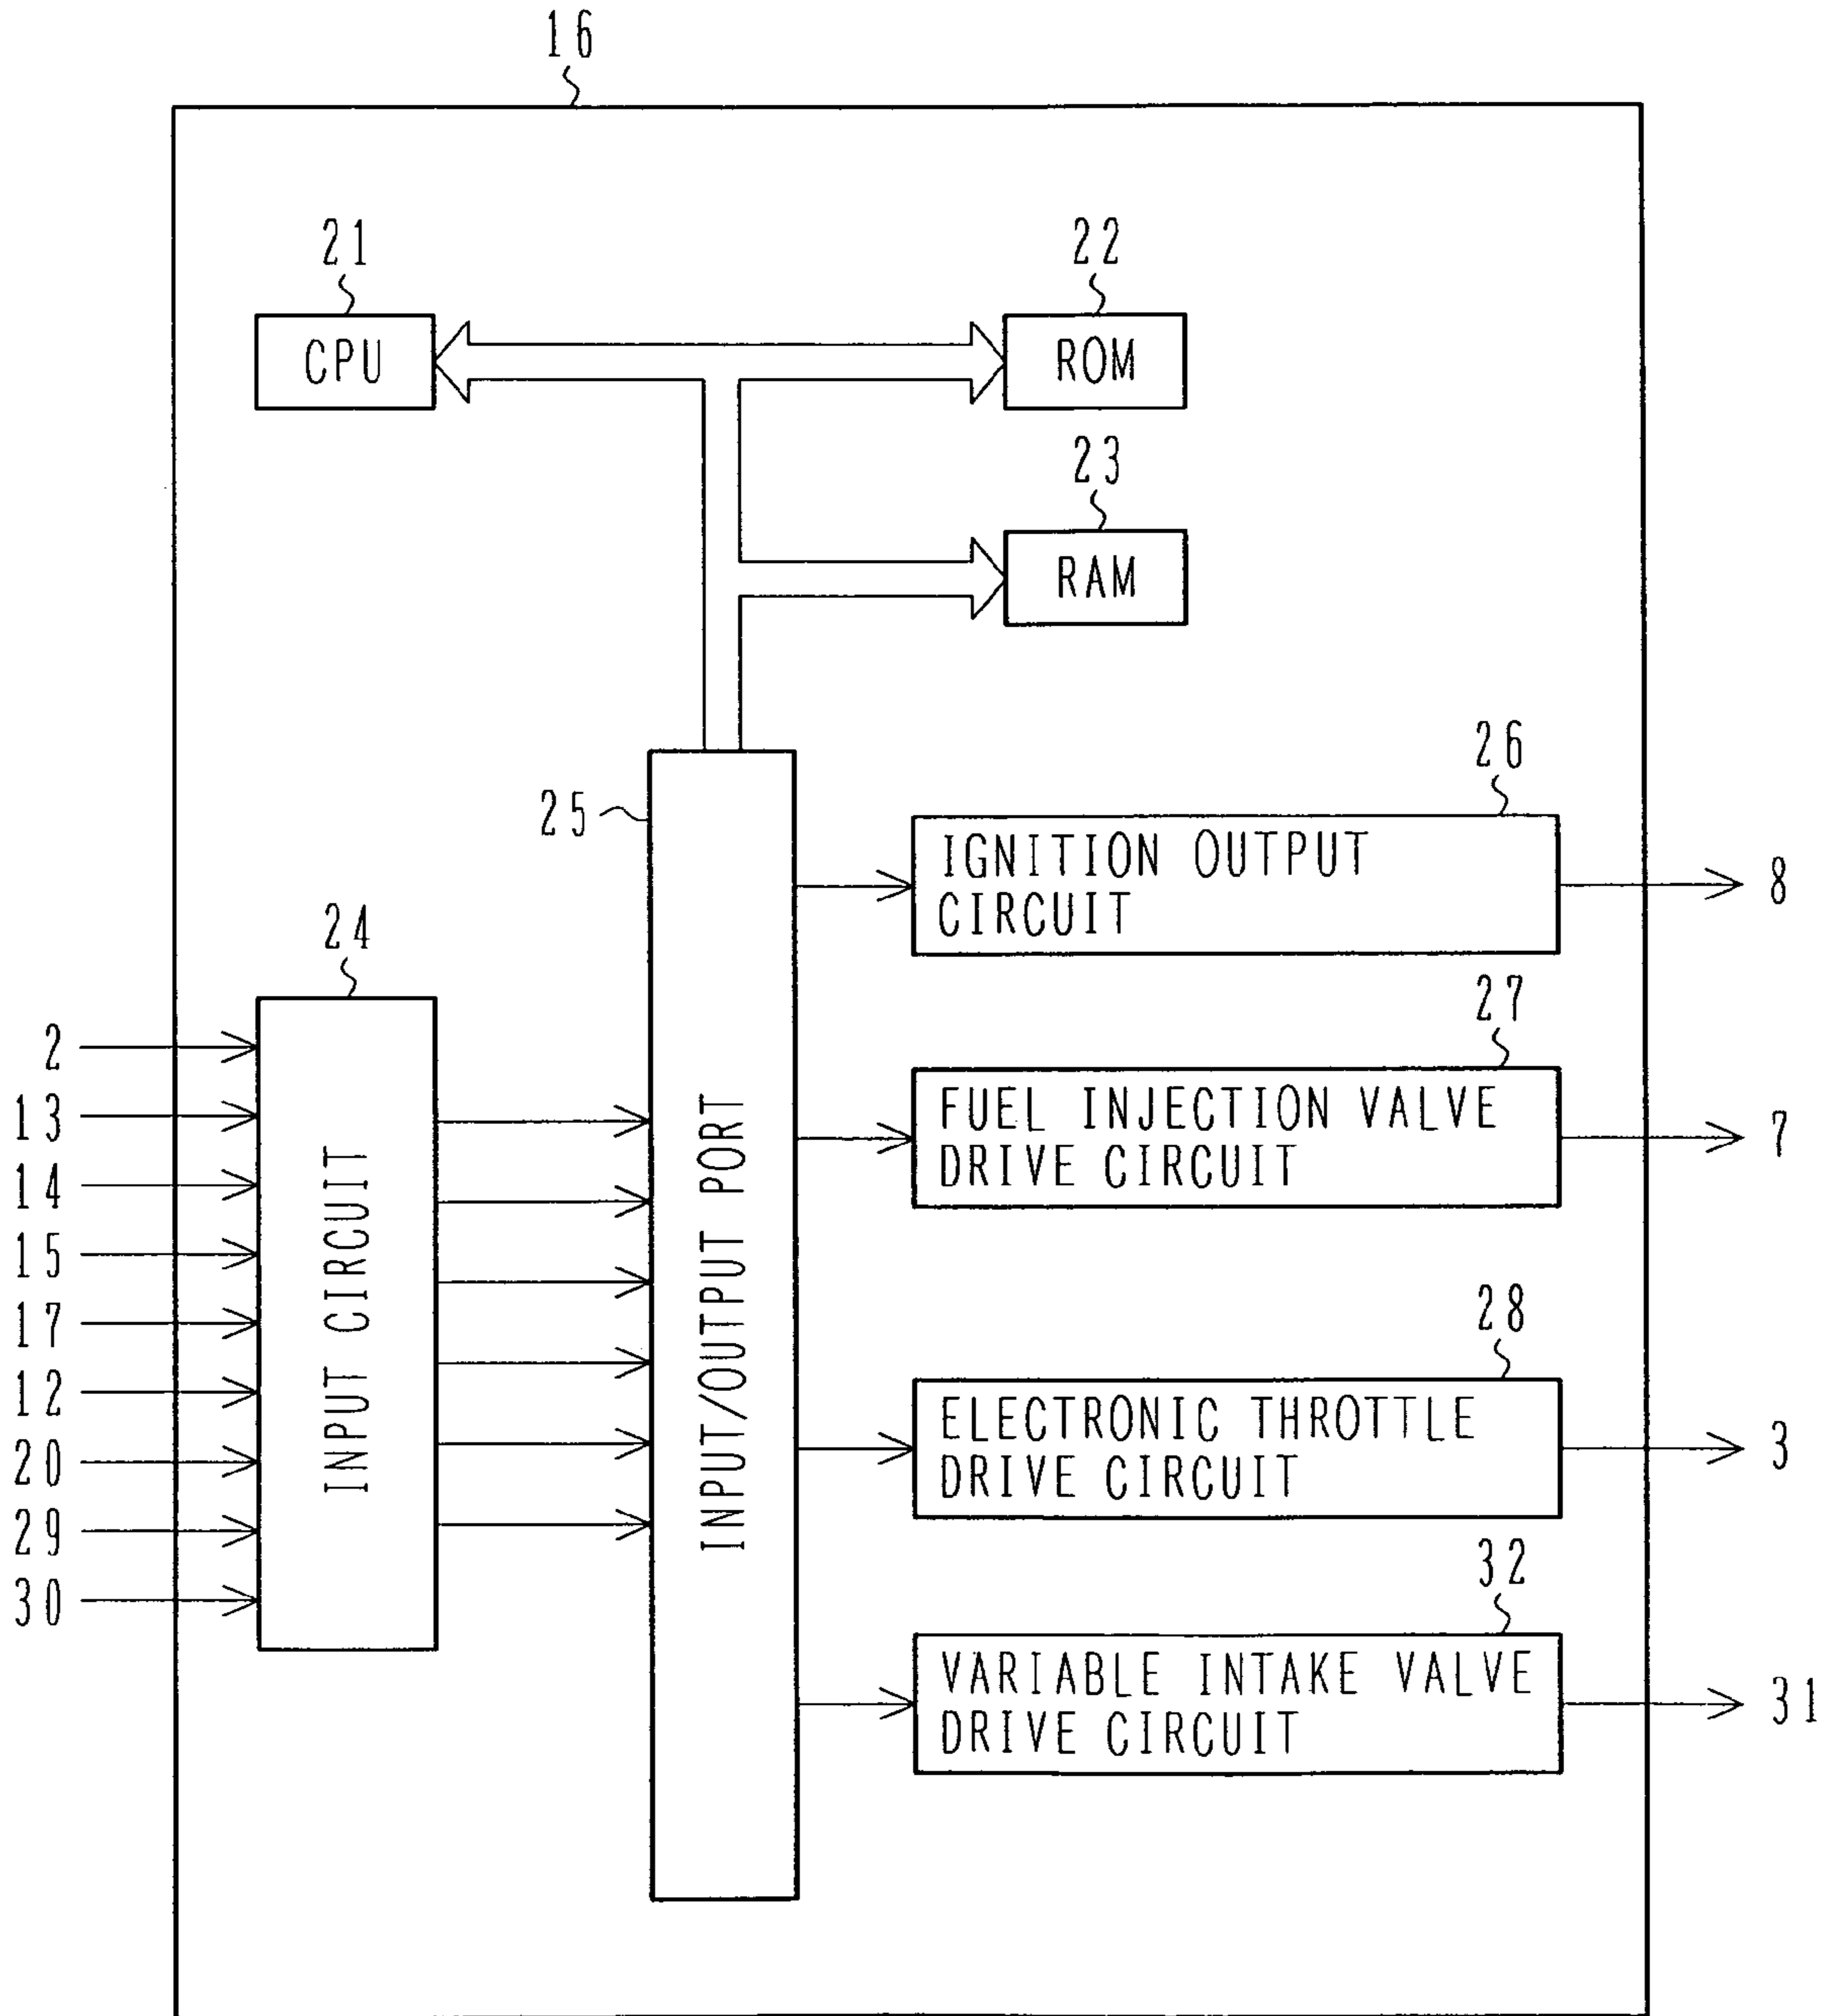 16
21
22
CPU
ROM
23
RAM
26
25
IGNITION OUTPUT
CIRCUIT
8
24
27
2
13
14
15
17
12
20
29
30
INPUT CIRCUIT
INPUT/OUTPUT PORT
FUEL INJECTION VALVE
DRIVE CIRCUIT
7
28
ELECTRONIC THROTTLE
DRIVE CIRCUIT
3
32
VARIABLE INTAKE VALVE
DRIVE CIRCUIT
31